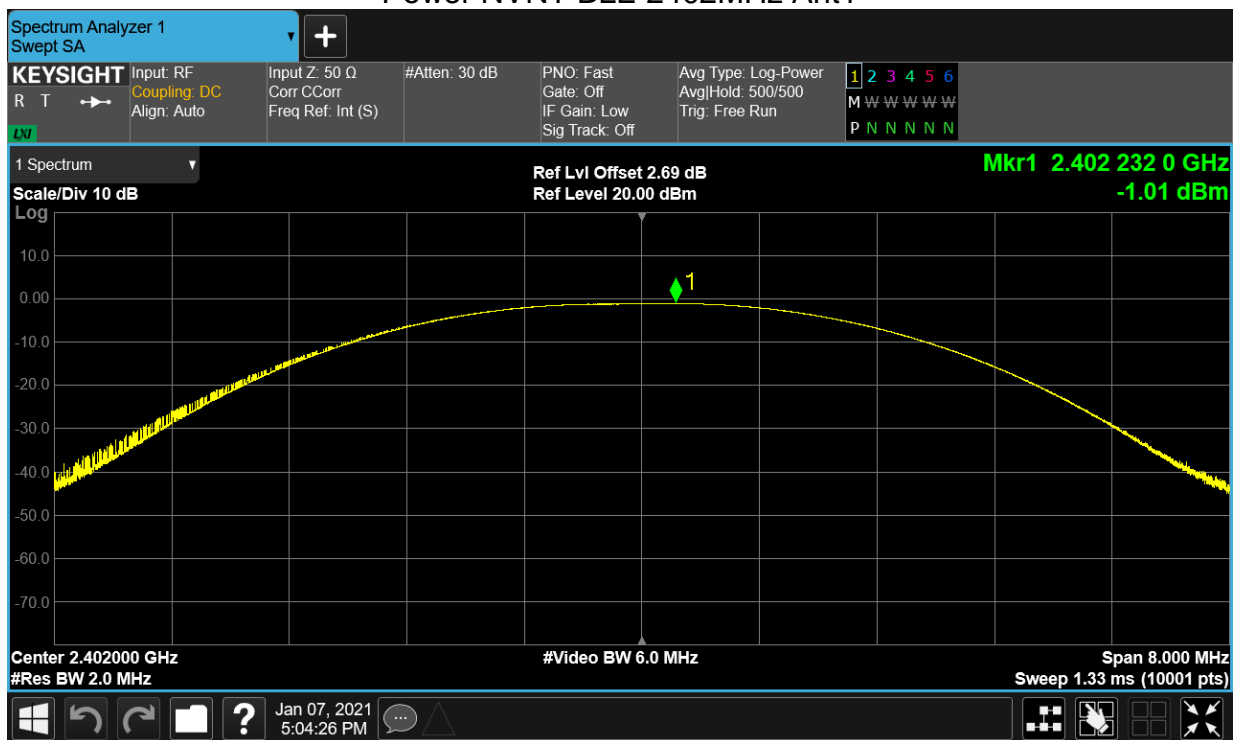 Power NVNT BLE 2402MHz Ant1
Spectrum Analyzer 1
Swept SA
KEYSIGHT
R T
LXI
Input: RF
Coupling: DC
Align: Auto
Input Z: 50 Ω
Corr CCorr
Freq Ref: Int (S)
#Atten: 30 dB
PNO: Fast
Gate: Off
IF Gain: Low
Sig Track: Off
Avg Type: Log-Power
Avg|Hold: 500/500
Trig: Free Run
1 2 3 4 5 6
M W W W W W
P N N N N N
1 Spectrum
Scale/Div 10 dB
Log
Ref Lvl Offset 2.69 dB
Ref Level 20.00 dBm
Mkr1 2.402 232 0 GHz
-1.01 dBm
10.0
0.00
-10.0
-20.0
-30.0
-40.0
-50.0
-60.0
-70.0
1
Center 2.402000 GHz
#Res BW 2.0 MHz
#Video BW 6.0 MHz
Span 8.000 MHz
Sweep 1.33 ms (10001 pts)
?
Jan 07, 2021
5:04:26 PM